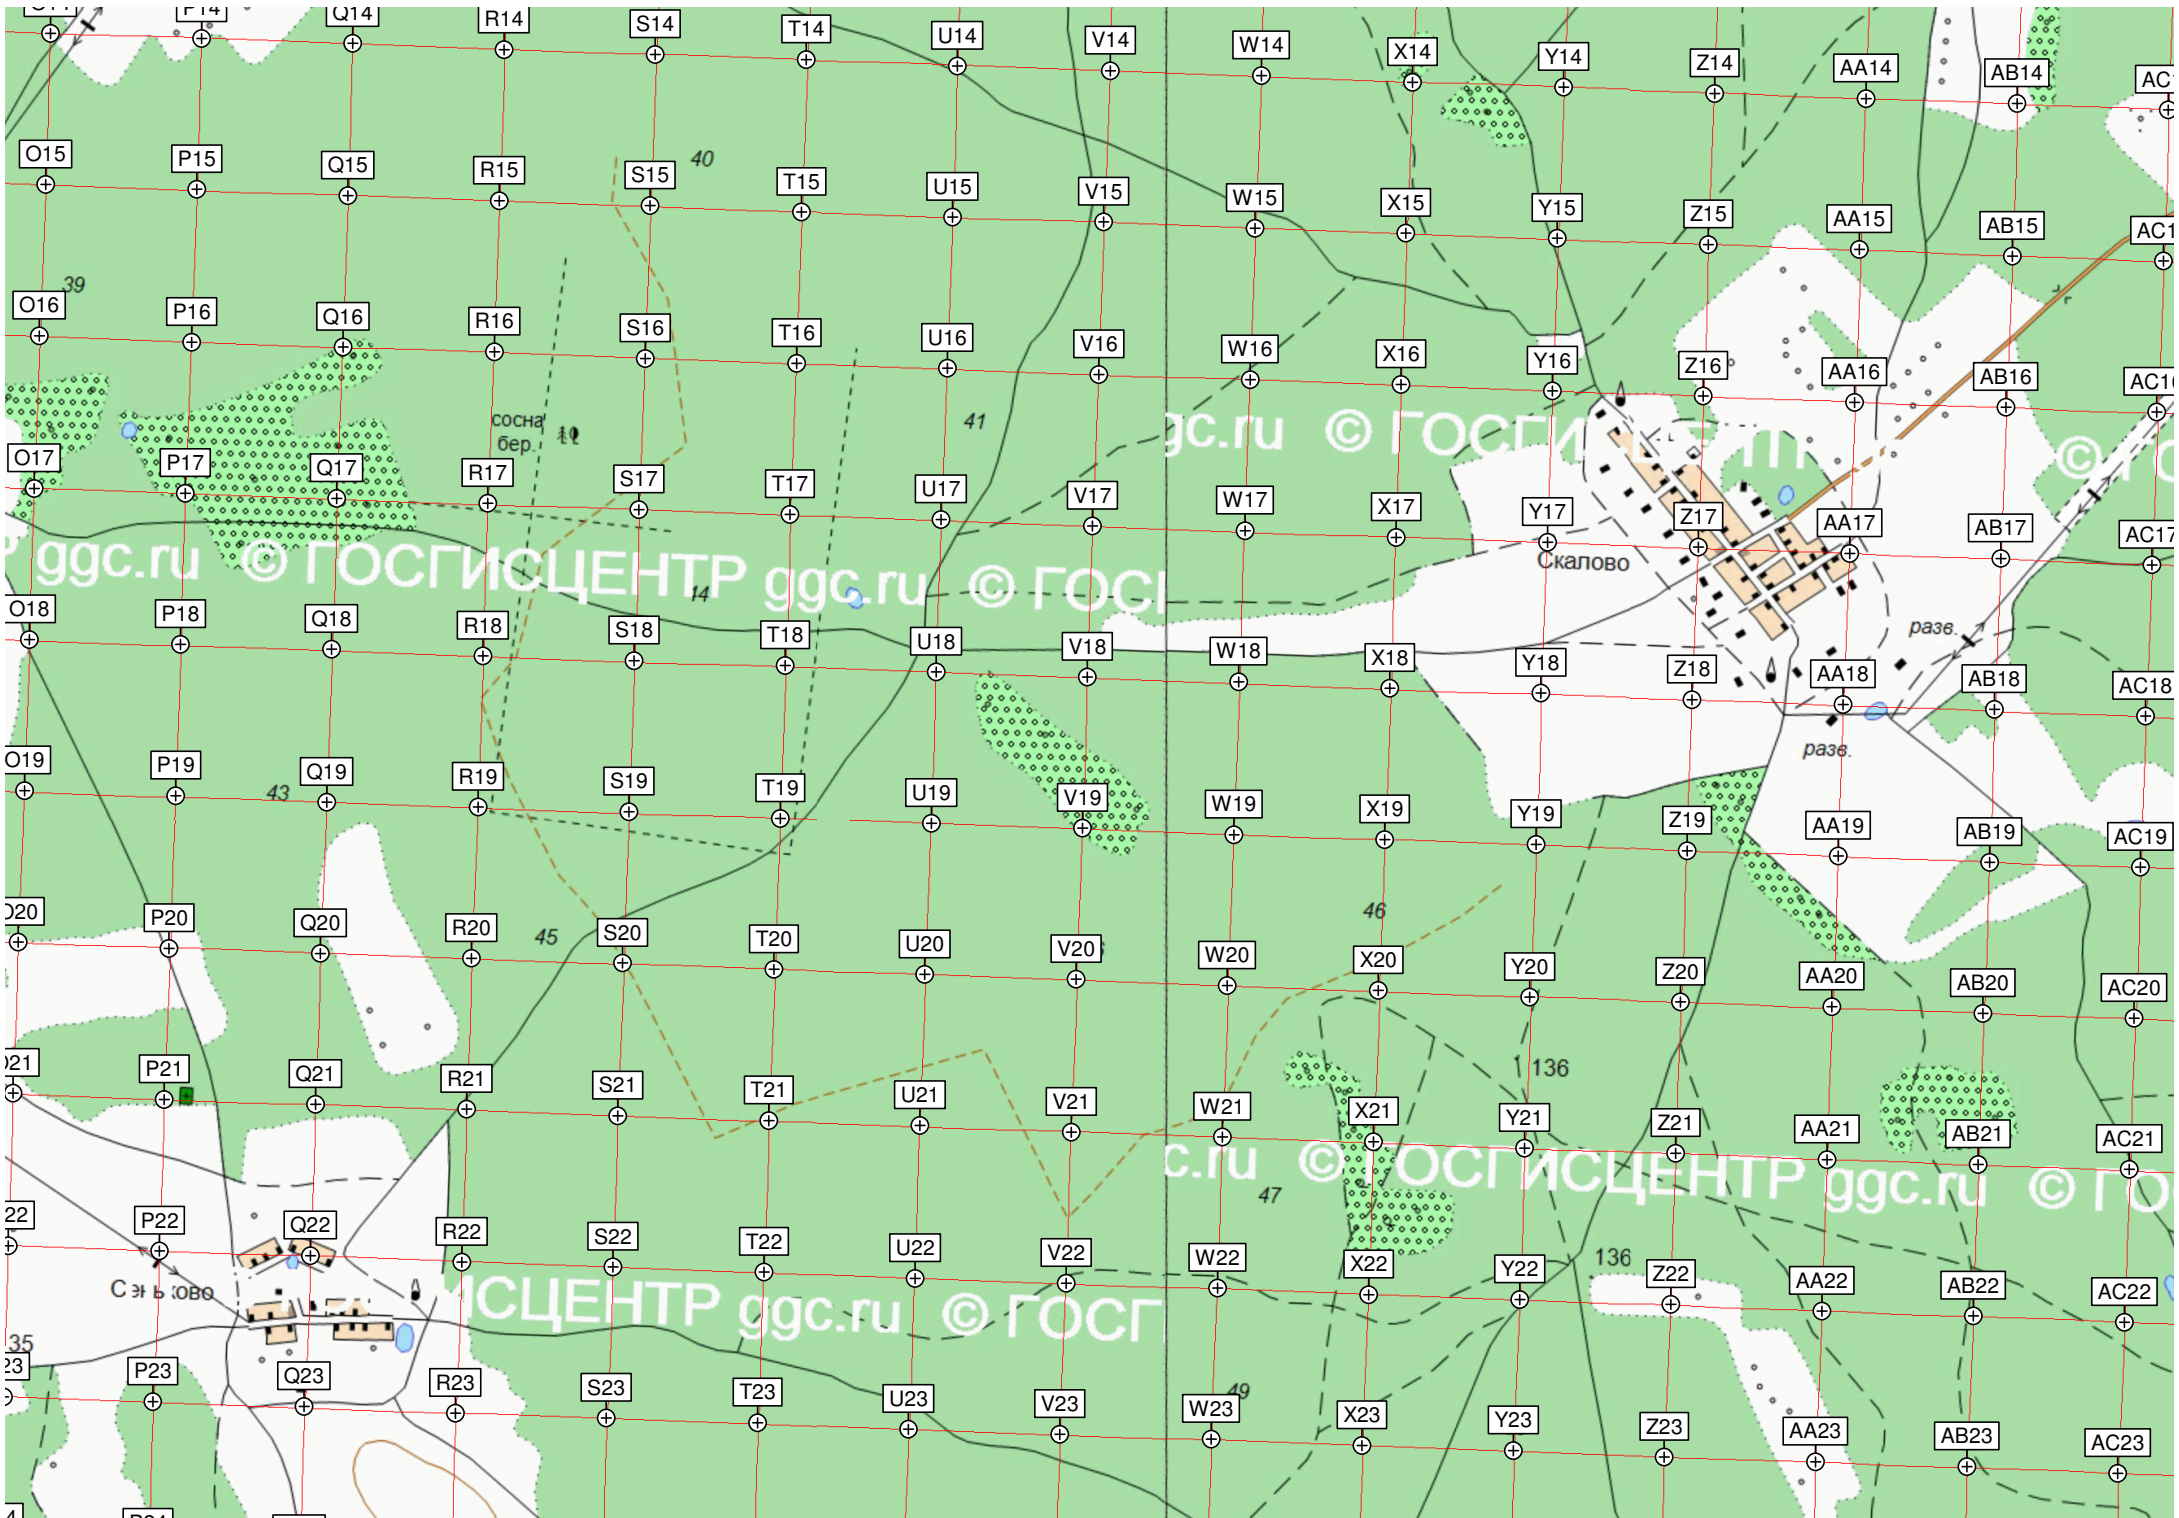 P14 Q14 R14 S14 T14 U14 V14 W14 X14 Y14 Z14 AA14 AB14
O15 P15 Q15 R15 S15 40 T15 U15 V15 W15 X15 Y15 Z15 AA15 AB15
39
O16 P16 Q16 R16 S16 T16 U16 V16 W16 X16 Y16 Z16 AA16 AB16 AC16
сосна
бер.
41
ggc.ru © ГОСГИСЦЕНТР
O17 P17 Q17 R17 S17 T17 U17 V17 W17 X17 Y17 Z17 AA17 AB17 AC17
Скалово
ggc.ru © ГОСГИСЦЕНТР ggc.ru © ГОСГ
14
O18 P18 Q18 R18 S18 T18 U18 V18 W18 X18 Y18 Z18 AA18 AB18 AC18
разв.
разв.
O19 P19 43 Q19 R19 S19 T19 U19 V19 W19 X19 Y19 Z19 AA19 AB19 AC19
46
P20 Q20 R20 45 S20 T20 U20 V20 W20 X20 Y20 Z20 AA20 AB20 AC20
136
P21 Q21 R21 S21 T21 U21 V21 W21 X21 Y21 Z21 AA21 AB21 AC21
c.ru © ГОСГИСЦЕНТР ggc.ru © ГО
47
P22 Q22 R22 S22 T22 U22 V22 W22 X22 Y22 136 Z22 AA22 AB22 AC22
Сеньково
ИСЦЕНТР ggc.ru © ГОСГ
35
P23 Q23 R23 S23 T23 U23 V23 W23 49 X23 Y23 Z23 AA23 AB23 AC23